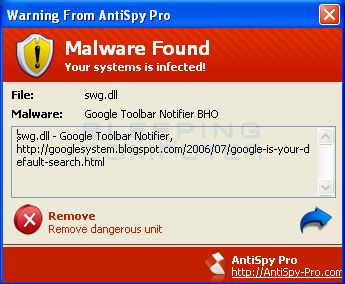 Warning From AntiSpy Pro
Malware Found
Your systems is infected!
File: swg.dll
Malware: Google Toolbar Notifier BHO
swg.dll - Google Toolbar Notifier,
http://googlesystem.blogspot.com/2006/07/google-is-your-d
efault-search.html
BLEEPING
COMPUTER
Remove
Remove dangerous unit
AntiSpy Pro
http://AntiSpy-Pro.com